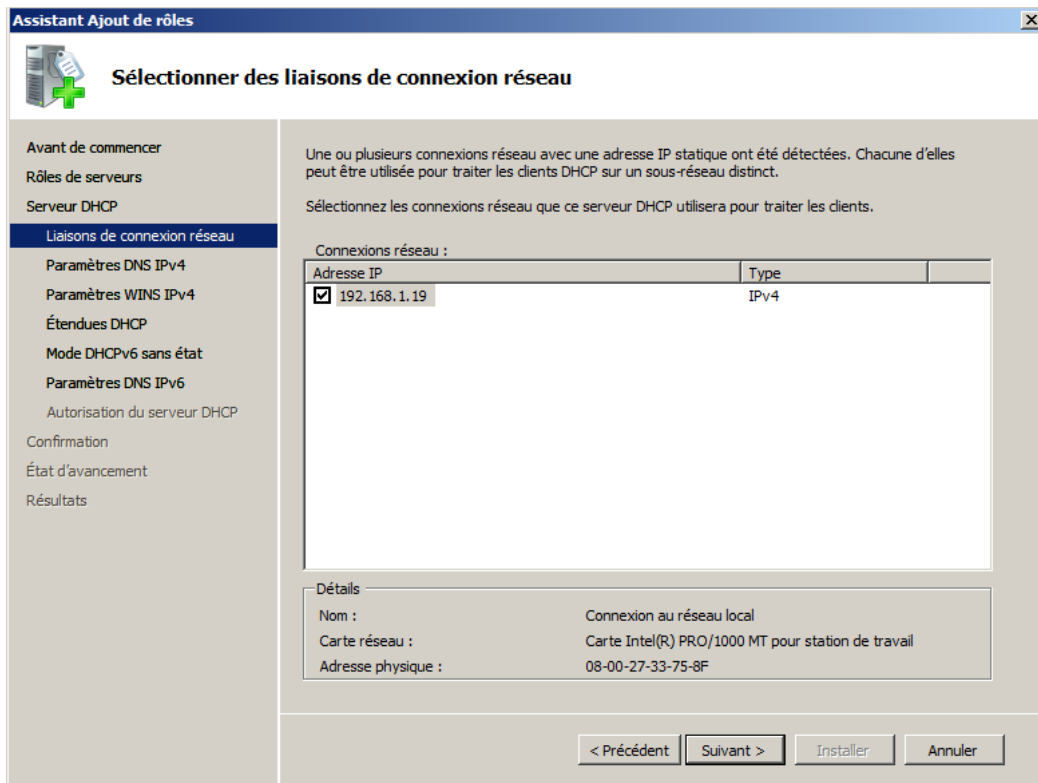 Assistant Ajout de rôles
Sélectionner des liaisons de connexion réseau
Avant de commencer
Rôles de serveurs
Serveur DHCP
Liaisons de connexion réseau
Paramètres DNS IPv4
Paramètres WINS IPv4
Étendues DHCP
Mode DHCPv6 sans état
Paramètres DNS IPv6
Autorisation du serveur DHCP
Confirmation
État d'avancement
Résultats
Une ou plusieurs connexions réseau avec une adresse IP statique ont été détectées. Chacune d'elles
peut être utilisée pour traiter les clients DHCP sur un sous-réseau distinct.
Sélectionnez les connexions réseau que ce serveur DHCP utilisera pour traiter les clients.
Connexions réseau :
Adresse IP Type
192.168.1.19 IPv4
Détails
Nom : Connexion au réseau local
Carte réseau : Carte Intel(R) PRO/1000 MT pour station de travail
Adresse physique : 08-00-27-33-75-8F
< Précédent Suivant > Installer Annuler